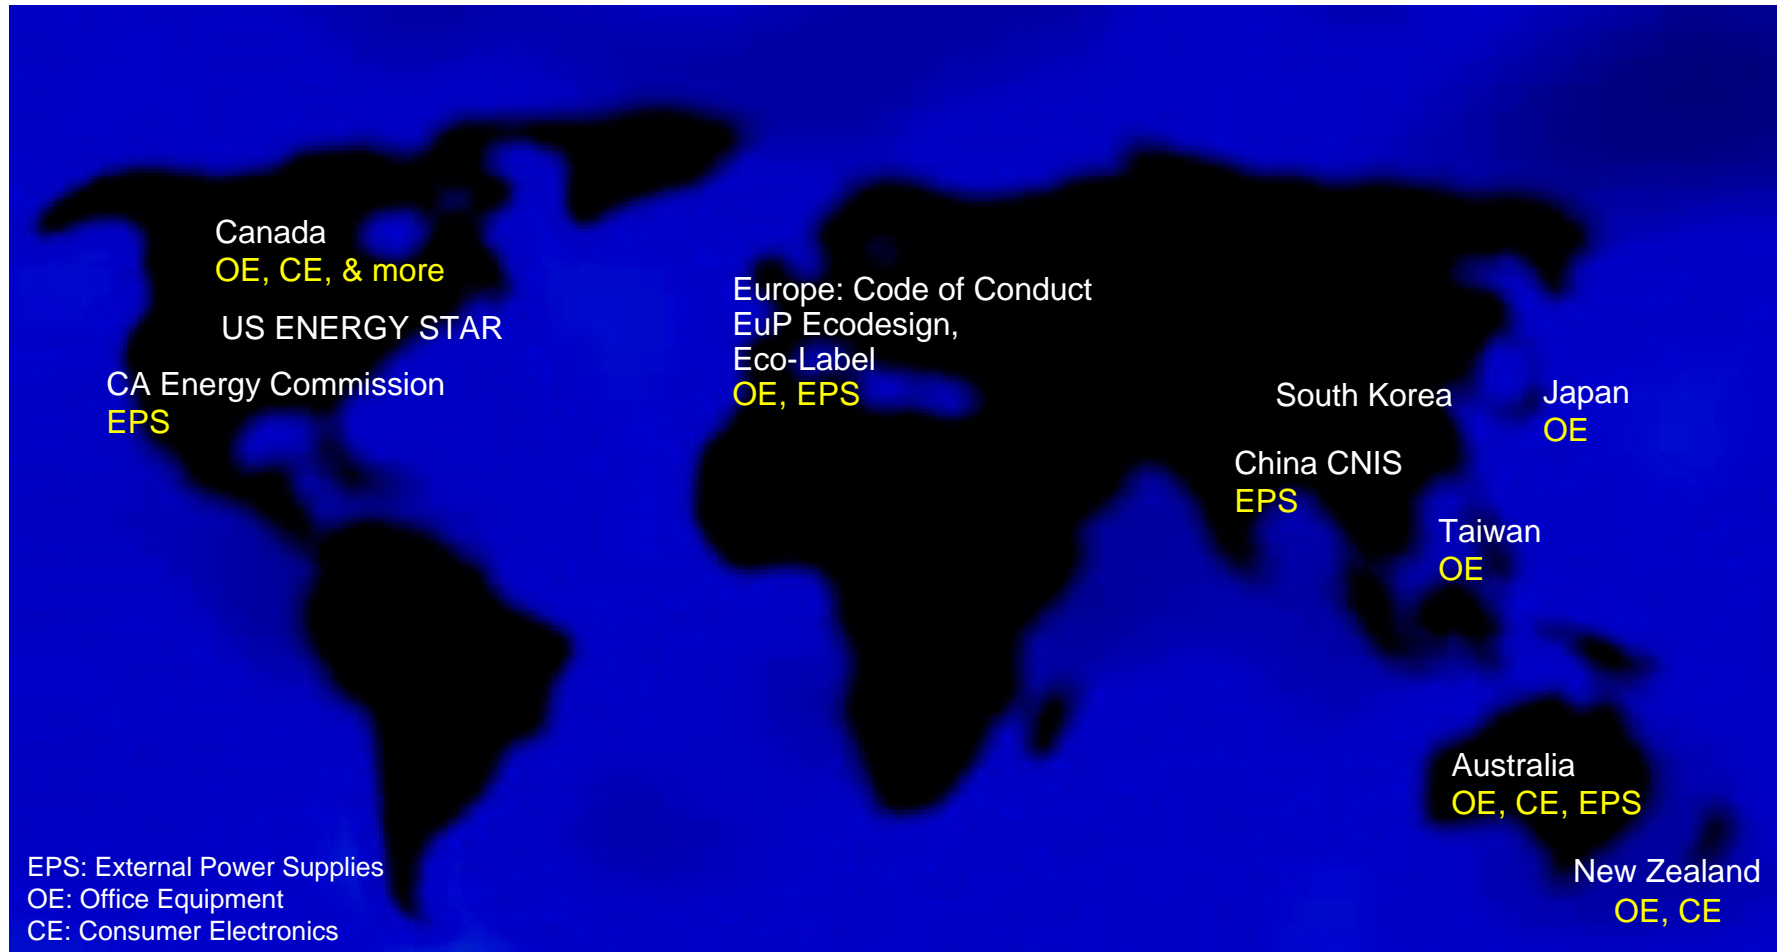 Canada
OE, CE, & more
US ENERGY STAR
CA Energy Commission
EPS
Europe: Code of Conduct
EuP Ecodesign,
Eco-Label
OE, EPS
South Korea
Japan
OE
China CNIS
EPS
Taiwan
OE
Australia
OE, CE, EPS
New Zealand
OE, CE
EPS: External Power Supplies
OE: Office Equipment
CE: Consumer Electronics